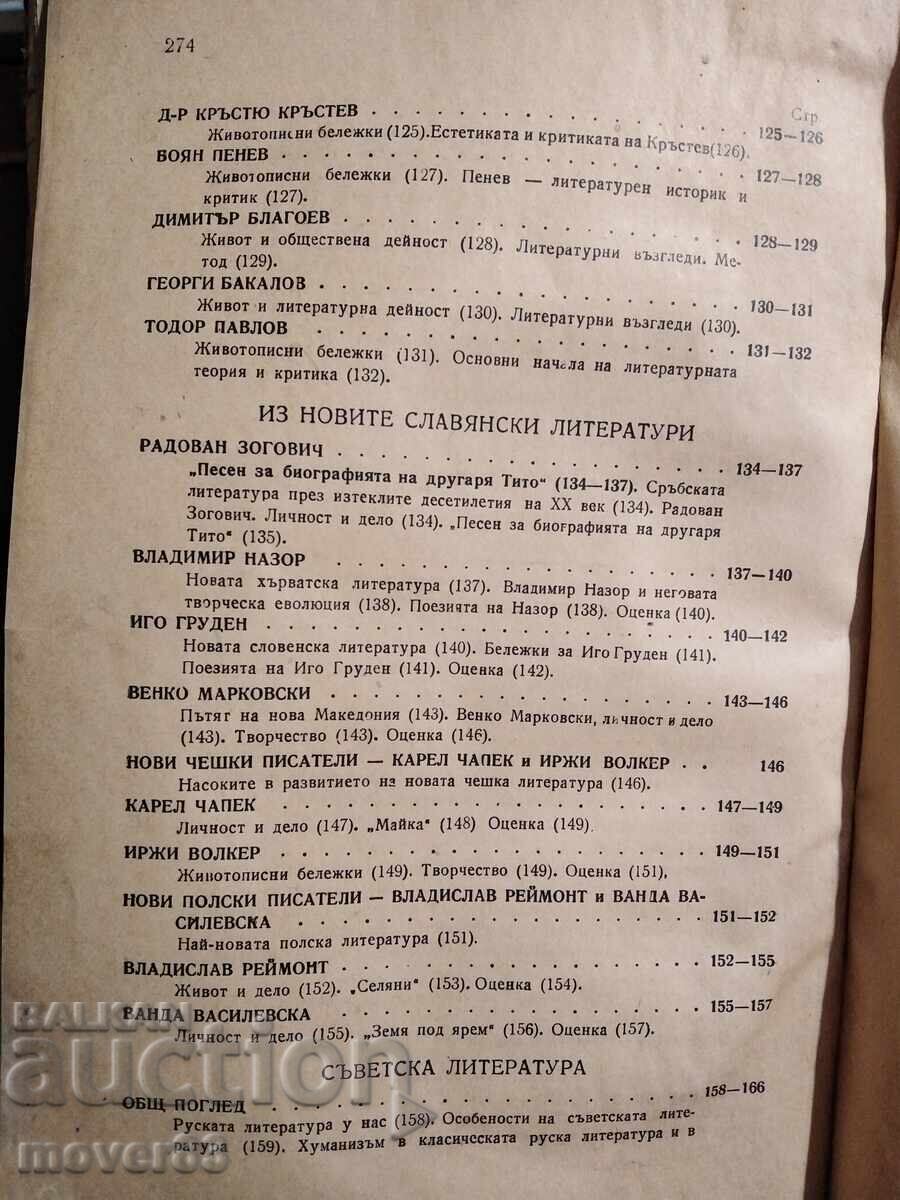 274
Стр.
Д-Р КРЪСТЮ КРЪСТЕВ . . . . . . . . . . . . . . 125—126
Животописни бележки (125).Естетиката и критиката на Кръстев(126).
БОЯН ПЕНЕВ . . . . . . . . . . . . . . . . . . 127—128
Животописни бележки (127). Пенев — литературен историк и
критик (127).
ДИМИТЪР БЛАГОЕВ . . . . . . . . . . . . . . . 128—129
Живот и обществена дейност (128). Литературни възгледи. Ме-
тод (129).
ГЕОРГИ БАКАЛОВ . . . . . . . . . . . . . . . . 130—131
Живот и литературна дейност (130). Литературни възгледи (130).
ТОДОР ПАВЛОВ . . . . . . . . . . . . . . . . . 131—132
Животописни бележки (131). Основни начала на литературната
теория и критика (132).
ИЗ НОВИТЕ СЛАВЯНСКИ ЛИТЕРАТУРИ
РАДОВАН ЗОГОВИЧ . . . . . . . . . . . . . . . 134—137
„Песен за биографията на другаря Тито“ (134—137). Сръбската
литература през изтеклите десетилетия на XX век (134). Радован
Зогович. Личност и дело (134). „Песен за биографията на другаря
Тито“ (135).
ВЛАДИМИР НАЗОР . . . . . . . . . . . . . . . . 137—140
Новата хърватска литература (137). Владимир Назор и неговата
творческа еволюция (138). Поезията на Назор (138). Оценка (140).
ИГО ГРУДЕН . . . . . . . . . . . . . . . . . . 140—142
Новата словенска литература (140). Бележки за Иго Груден (141).
Поезията на Иго Груден (141). Оценка (142).
ВЕНКО МАРКОВСКИ . . . . . . . . . . . . . . . 143—146
Пътят на нова Македония (143). Венко Марковски, личност и дело
(143). Творчество (143). Оценка (146).
НОВИ ЧЕШКИ ПИСАТЕЛИ — КАРЕЛ ЧАПЕК и ИРЖИ ВОЛКЕР . . 146
Насоките в развитието на новата чешка литература (146).
КАРЕЛ ЧАПЕК . . . . . . . . . . . . . . . . . . 147—149
Личност и дело (147). „Майка“ (148) Оценка (149).
ИРЖИ ВОЛКЕР . . . . . . . . . . . . . . . . . . 149—151
Животописни бележки (149). Творчество (149). Оценка (151),
НОВИ ПОЛСКИ ПИСАТЕЛИ — ВЛАДИСЛАВ РЕЙМОНТ и ВАНДА ВА-
СИЛЕВСКА . . . . . . . . . . . . . . . . . . 151—152
Най-новата полска литература (151).
ВЛАДИСЛАВ РЕЙМОНТ . . . . . . . . . . . . . . 152—155
Живот и дело (152). „Селяни“ (153). Оценка (154).
ВАНДА ВАСИЛЕВСКА . . . . . . . . . . . . . . . 155—157
Личност и дело (155). „Земя под ярем“ (156). Оценка (157).
СЪВЕТСКА ЛИТЕРАТУРА
ОБЩ ПОГЛЕД . . . . . . . . . . . . . . . . . . 158—166
Руската литература у нас (158). Особености на съветската лите-
ратура (159). Хуманизъм в класическата руска литература и в
BALKAN
auction
mover85